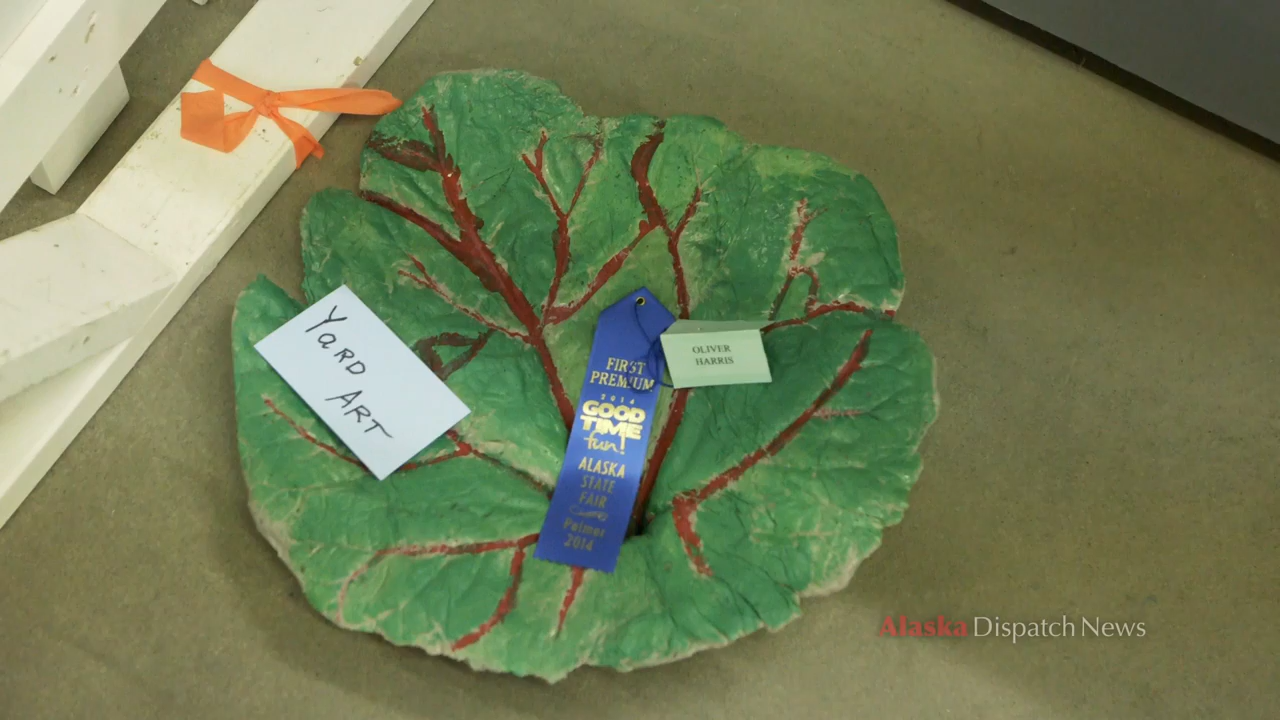 YaRD
ART
OLIVER
HARRIS
FIRST
PREMIUM
2014
GOOD
TIME
fun!
ALASKA
STATE
FAIR
Palmer
2014
Alaska Dispatch News